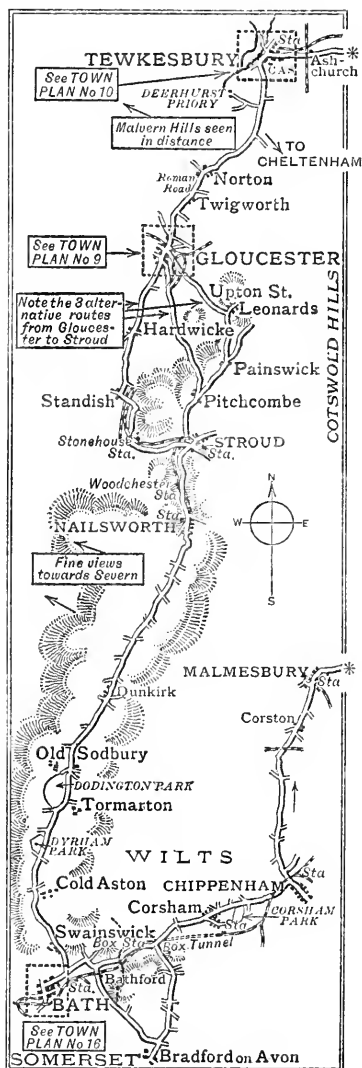 Sta
TEWKESBURY
*
GAS
Ash-
church
See TOWN
PLAN No 10
DEERHURST
PRIORY
Malvern Hills seen
in distance
TO
CHELTENHAM
Roman
Road
Norton
Twigworth
See TOWN
PLAN No 9
GLOUCESTER
Note the 3 alter-
native routes
from Glouces-
ter to Stroud
Upton St.
Leonards
Hardwicke
COTSWOLD HILLS
Painswick
Standish
Pitchcombe
Stonehouse
Sta.
STROUD
Sta.
Woodchester
Sta.
Sta.
NAILSWORTH
N
W
E
S
Fine views
towards Severn
MALMESBURY
*
Sta
Dunkirk
Corston
Old Sodbury
DODINGTON PARK
Tormarton
DYRHAM
PARK
WILTS
Cold Aston
CHIPPENHAM
Sta
Corsham
Sta
CORSHAM
PARK
Swainswick
Box Sta
Box Tunnel
Sta.
Bathford
BATH
See TOWN
PLAN No 16
SOMERSET
Bradford on Avon